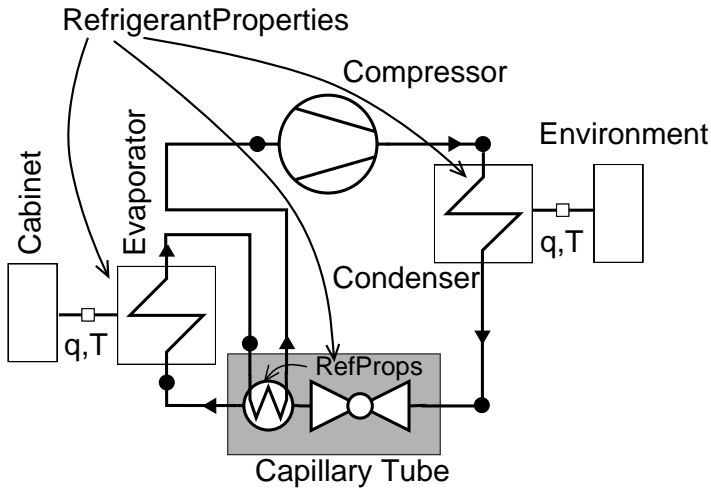 RefrigerantProperties
Compressor
Environment
Evaporator
Cabinet
q,T
Condenser
q,T
RefProps
Capillary Tube